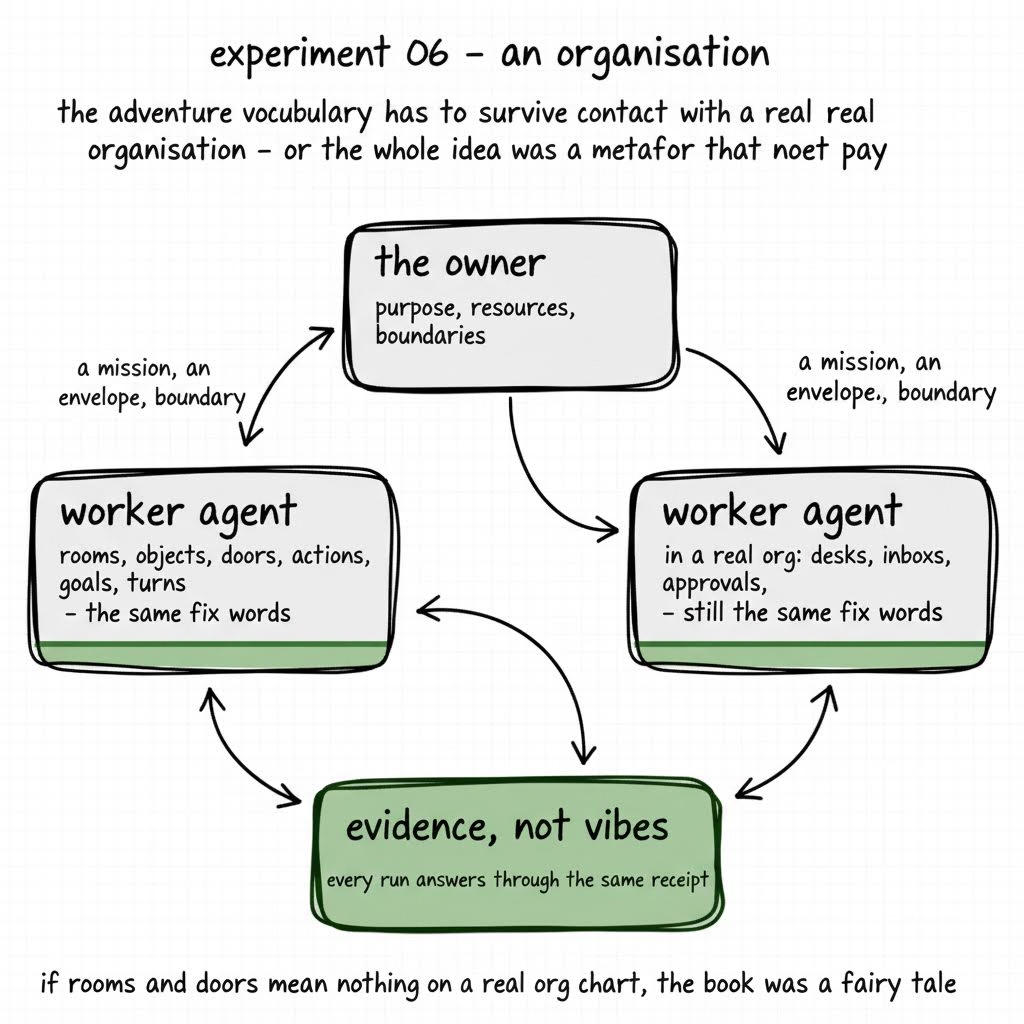 experiment 06 – an organisation
the adventure vocubulary has to survive contact with a real real
organisation – or the whole idea was a metafor that noet pay
the owner
purpose, resources,
boundaries
a mission, an
envelope, boundary
a mission, an
envelope., boundary
worker agent
rooms, objects, doors, actions,
goals, turns
– the same fix words
worker agent
in a real org: desks, inboxs,
approvals,
– still the same fix words
evidence, not vibes
every run answers through the same receipt
if rooms and doors mean nothing on a real org chart, the book was a fairy tale